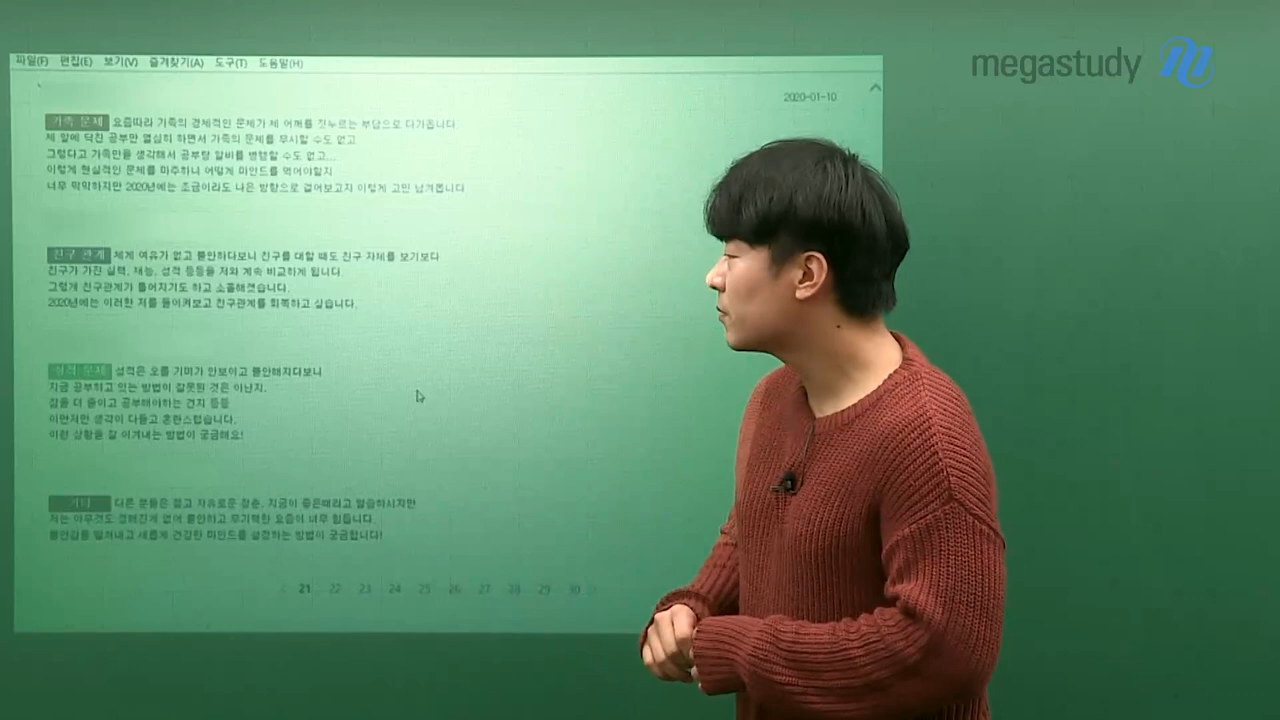 megastudy
파일(F) 편집(E) 보기(V) 즐겨찾기(A) 도구(T) 도움말(H)
2020-01-10
가족 문제 요즘따라 가족의 경제적인 문제가 제 어깨를 짓누르는 부담으로 다가옵니다.
제 앞에 닥친 공부만 열심히 하면서 가족의 문제를 무시할 수도 없고
그렇다고 가족만을 생각해서 공부랑 알바를 병행할 수도 없고...
이렇게 현실적인 문제를 마주하니 어떻게 마인드를 먹어야할지
너무 막막하지만 2020년에는 조금이라도 나은 방향으로 걸어보고자 이렇게 고민 남겨봅니다
친구 관계 제게 여유가 없고 불안하다보니 친구를 대할 때도 친구 자체를 보기보다
친구가 가진 실력, 재능, 성적 등등을 저와 계속 비교하게 됩니다.
그렇게 친구관계가 틀어지기도 하고 소홀해졌습니다.
2020년에는 이러한 저를 돌이켜보고 친구관계를 회복하고 싶습니다.
성적 문제 성적은 오를 기미가 안보이고 불안해지다보니
지금 공부하고 있는 방법이 잘못된 것은 아닌지,
잠을 더 줄이고 공부해야하는 건지 등등
이런저런 생각이 다들고 혼란스럽습니다.
이런 상황을 잘 이겨내는 방법이 궁금해요!
기타 다른 분들은 젊고 자유로운 청춘, 지금이 좋은때라고 말씀하시지만
저는 아무것도 정해진게 없어 불안하고 무기력한 요즘이 너무 힘듭니다.
불안감을 떨쳐내고 새롭게 건강한 마인드를 설정하는 방법이 궁금합니다!
21 22 23 24 25 26 27 28 29 30